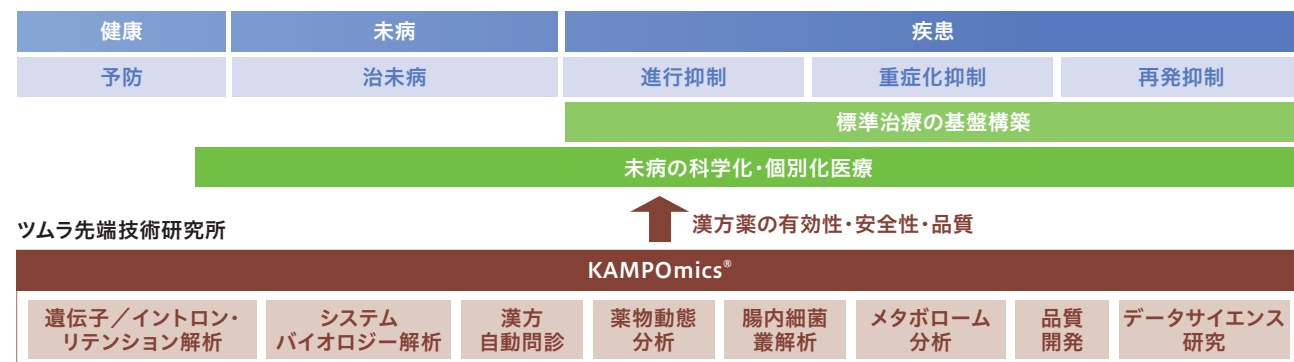 健康
未病
疾患
予防
治未病
進行抑制
重症化抑制
再発抑制
標準治療の基盤構築
未病の科学化・個別化医療
漢方薬の有効性・安全性・品質
ツムラ先端技術研究所
KAMPOmics®
遺伝子／イントロン・
リテンション解析
システム
バイオロジー解析
漢方
自動問診
薬物動態
分析
腸内細菌
叢解析
メタボローム
分析
品質
開発
データサイエンス
研究